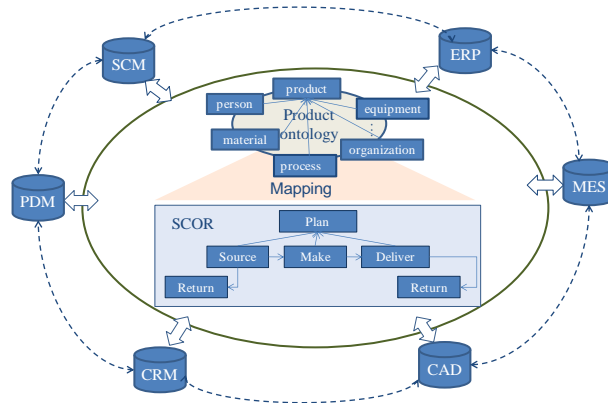 SCM
ERP
product
person
equipment
Product
ontology
⋮
material
organization
process
Mapping
PDM
MES
SCOR
Plan
Source
Make
Deliver
Return
Return
CRM
CAD